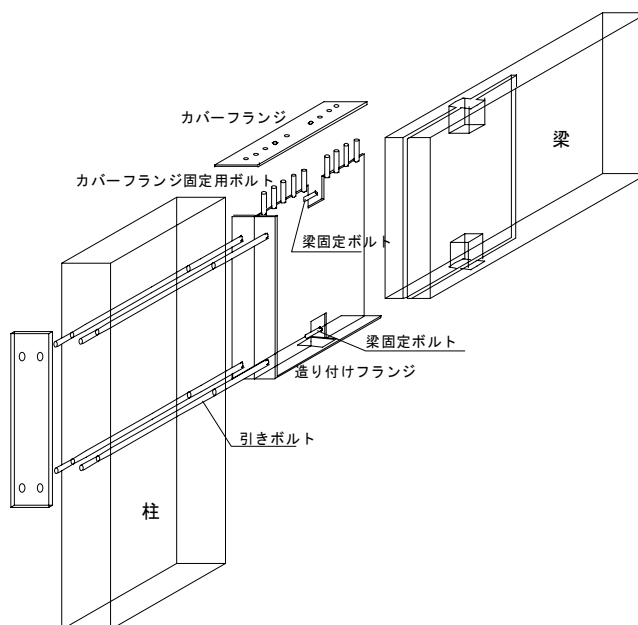 カバーフランジ
梁
カバーフランジ固定用ボルト
梁固定ボルト
梁固定ボルト
造り付けフランジ
引きボルト
柱